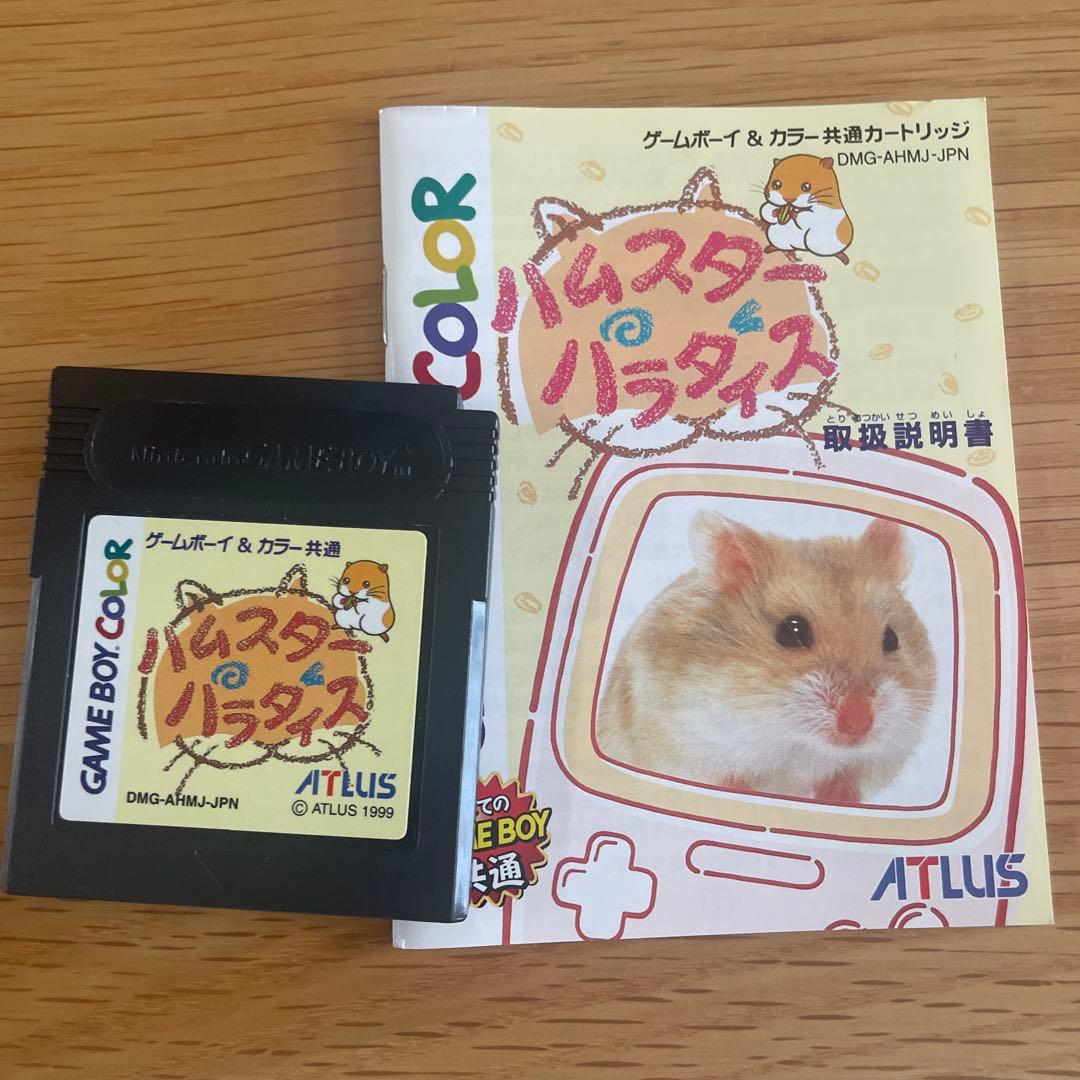 ゲームボーイ & カラー共通カートリッジ
DMG-AHMJ-JPN
COLOR
ハムスター
パラダイス
とりあつかいせつめいしょ
取扱説明書
ATLUS
ての
BOY
共通
Nintendo GAME BOY
ゲームボーイ & カラー共通
GAME BOY COLOR
ハムスター
パラダイス
ATLUS
DMG-AHMJ-JPN
© ATLUS 1999